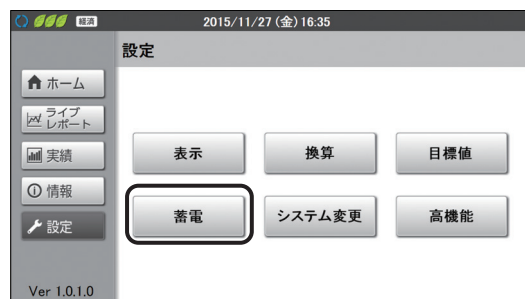 経済
2015/11/27(金)16:35
設定
ホーム
ライブ
レポート
実績
情報
設定
表示
換算
目標値
蓄電
システム変更
高機能
Ver 1.0.1.0